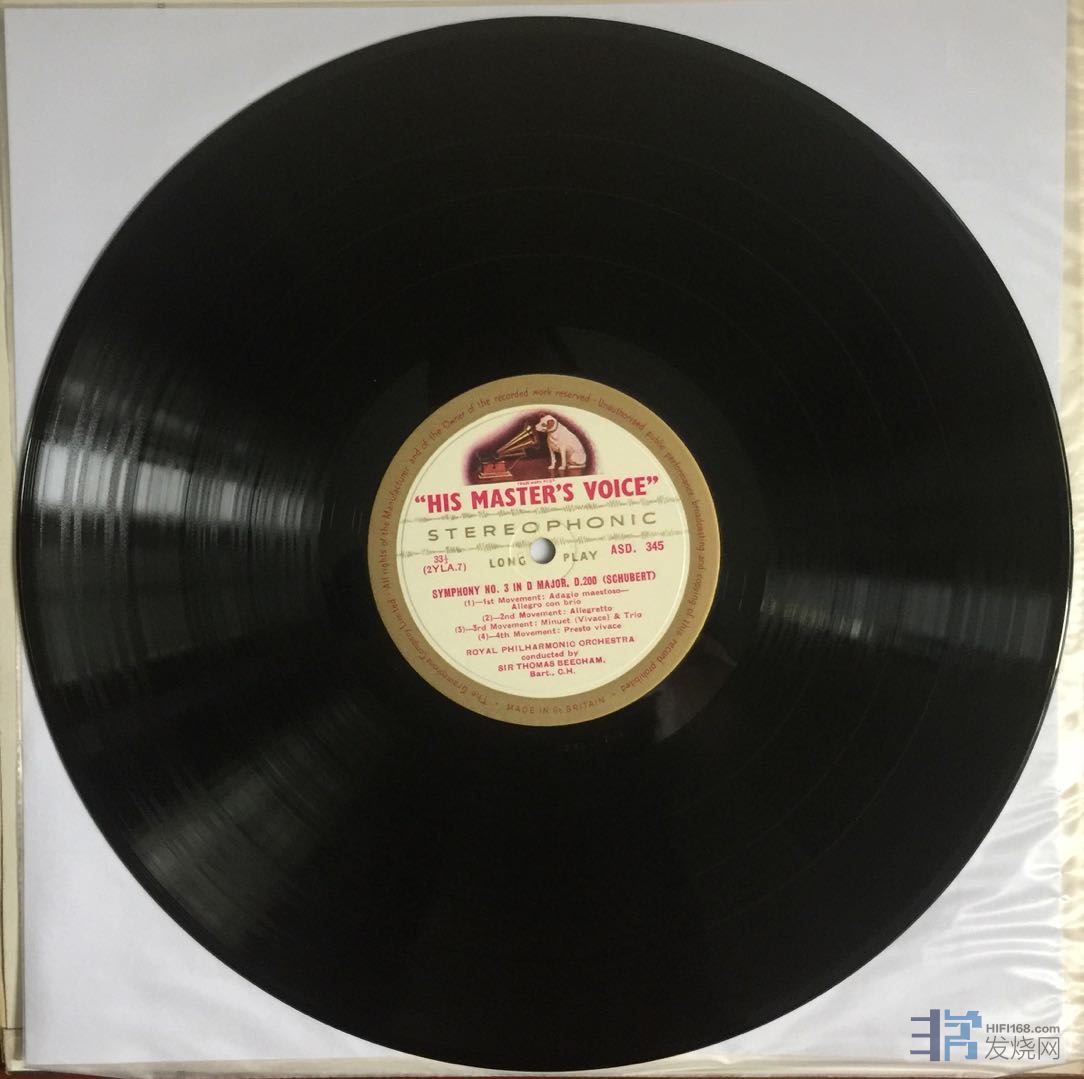 All rights of the Manufacturer and of the Owner of the recorded work reserved · Unauthorised public performance, broadcasting and copying of this record prohibited
"HIS MASTER'S VOICE"
STEREOPHONIC
33⅓
(2YLA.7)
LONG PLAY
ASD. 345
SYMPHONY NO. 3 IN D MAJOR, D.200 (SCHUBERT)
(1)—1st Movement: Adagio maestoso—
Allegro con brio
(2)—2nd Movement: Allegretto
(3)—3rd Movement: Minuet (Vivace) & Trio
(4)—4th Movement: Presto vivace
ROYAL PHILHARMONIC ORCHESTRA
conducted by
SIR THOMAS BEECHAM,
Bart., C.H.
The Gramophone Company Limited ·
· MADE IN Gt. BRITAIN ·
HIFI168.com
发烧网